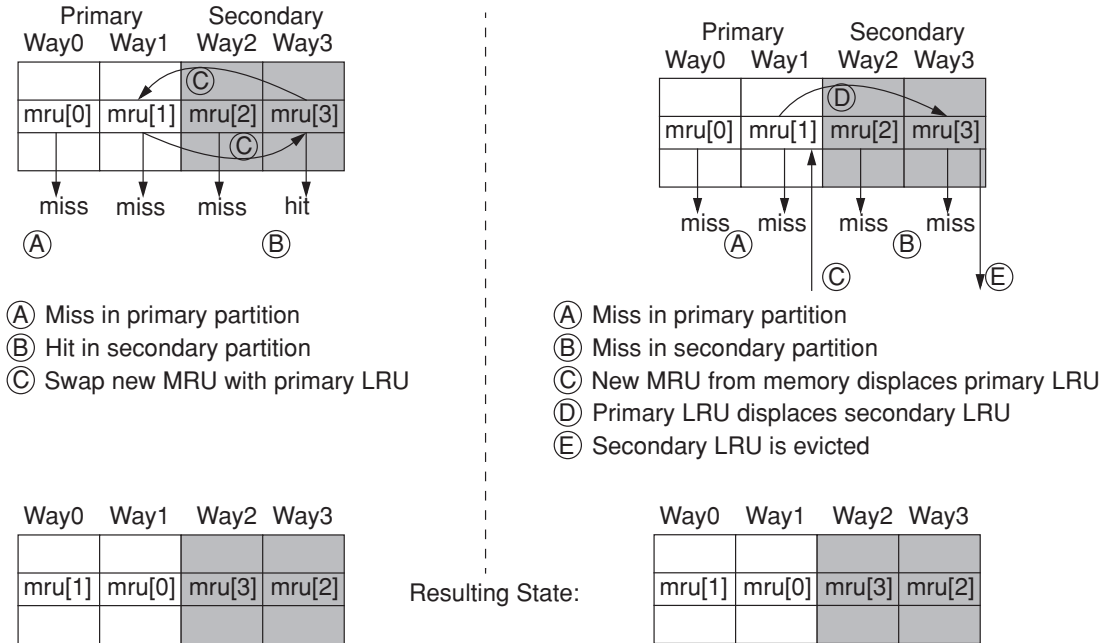 Primary Secondary
Way0 Way1 Way2 Way3
C
mru[0] mru[1] mru[2] mru[3]
C
miss miss miss hit
A B
A Miss in primary partition
B Hit in secondary partition
C Swap new MRU with primary LRU
Way0 Way1 Way2 Way3
mru[1] mru[0] mru[3] mru[2]
Resulting State:
Primary Secondary
Way0 Way1 Way2 Way3
D
mru[0] mru[1] mru[2] mru[3]
miss miss miss miss
A B
C E
A Miss in primary partition
B Miss in secondary partition
C New MRU from memory displaces primary LRU
D Primary LRU displaces secondary LRU
E Secondary LRU is evicted
Way0 Way1 Way2 Way3
mru[1] mru[0] mru[3] mru[2]